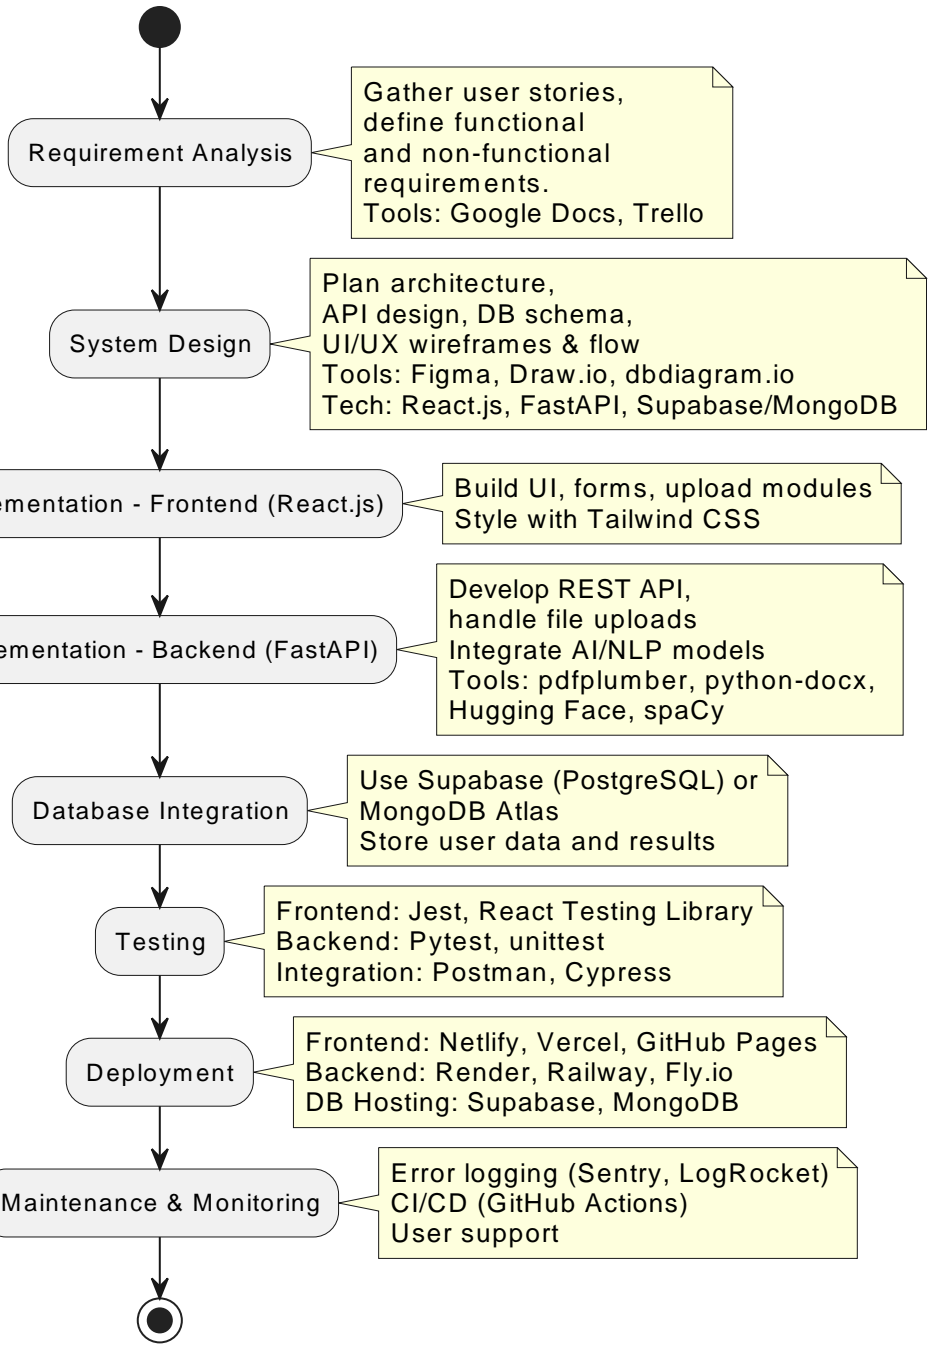 Requirement Analysis
Gather user stories,
define functional
and non-functional
requirements.
Tools: Google Docs, Trello
System Design
Plan architecture,
API design, DB schema,
UI/UX wireframes & flow
Tools: Figma, Draw.io, dbdiagram.io
Tech: React.js, FastAPI, Supabase/MongoDB
ementation - Frontend (React.js)
Build UI, forms, upload modules
Style with Tailwind CSS
ementation - Backend (FastAPI)
Develop REST API,
handle file uploads
Integrate AI/NLP models
Tools: pdfplumber, python-docx,
Hugging Face, spaCy
Database Integration
Use Supabase (PostgreSQL) or
MongoDB Atlas
Store user data and results
Testing
Frontend: Jest, React Testing Library
Backend: Pytest, unittest
Integration: Postman, Cypress
Deployment
Frontend: Netlify, Vercel, GitHub Pages
Backend: Render, Railway, Fly.io
DB Hosting: Supabase, MongoDB
Maintenance & Monitoring
Error logging (Sentry, LogRocket)
CI/CD (GitHub Actions)
User support